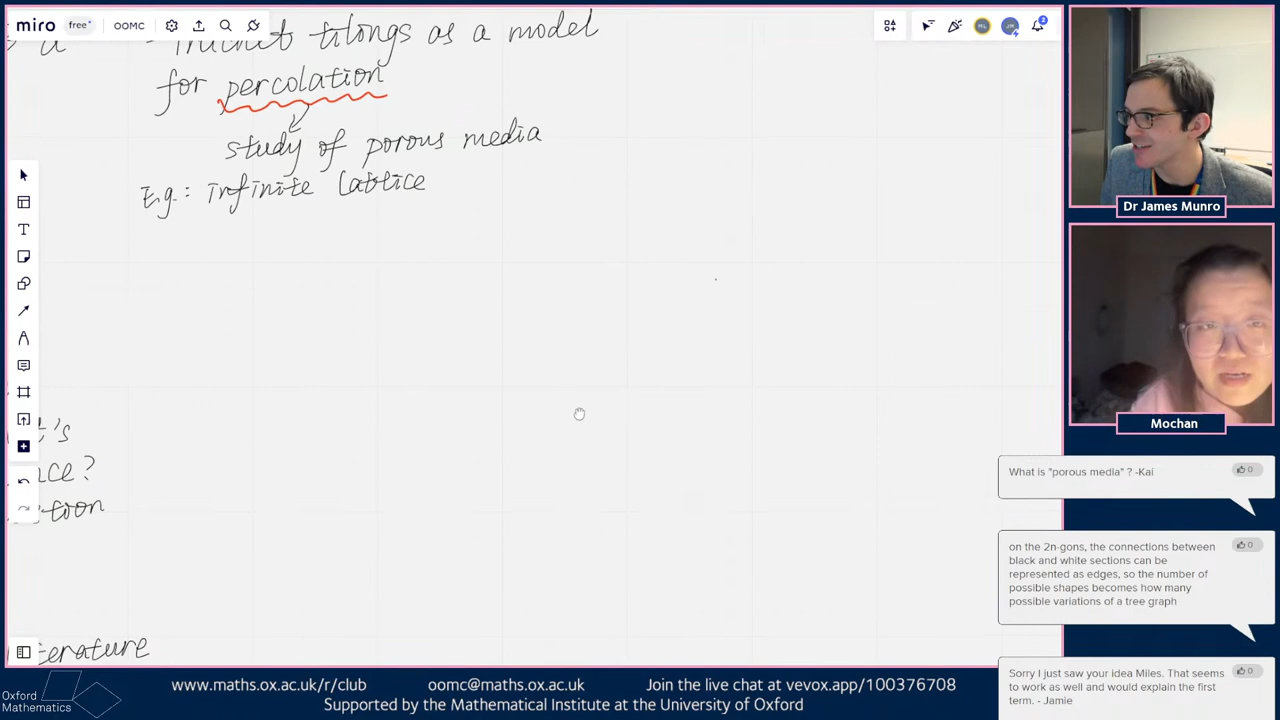 miro free OOMC
Truchet tilings as a model
for percolation
study of porous media
E.g.: infinite lattice
?
terature
Dr James Munro
Mochan
What is "porous media" ? -Kai
0
on the 2n-gons, the connections between
black and white sections can be
represented as edges, so the number of
possible shapes becomes how many
possible variations of a tree graph
0
Sorry I just saw your idea Miles. That seems
to work as well and would explain the first
term. - Jamie
0
Oxford
Mathematics
www.maths.ox.ac.uk/r/club oomc@maths.ox.ac.uk Join the live chat at vevox.app/100376708
Supported by the Mathematical Institute at the University of Oxford